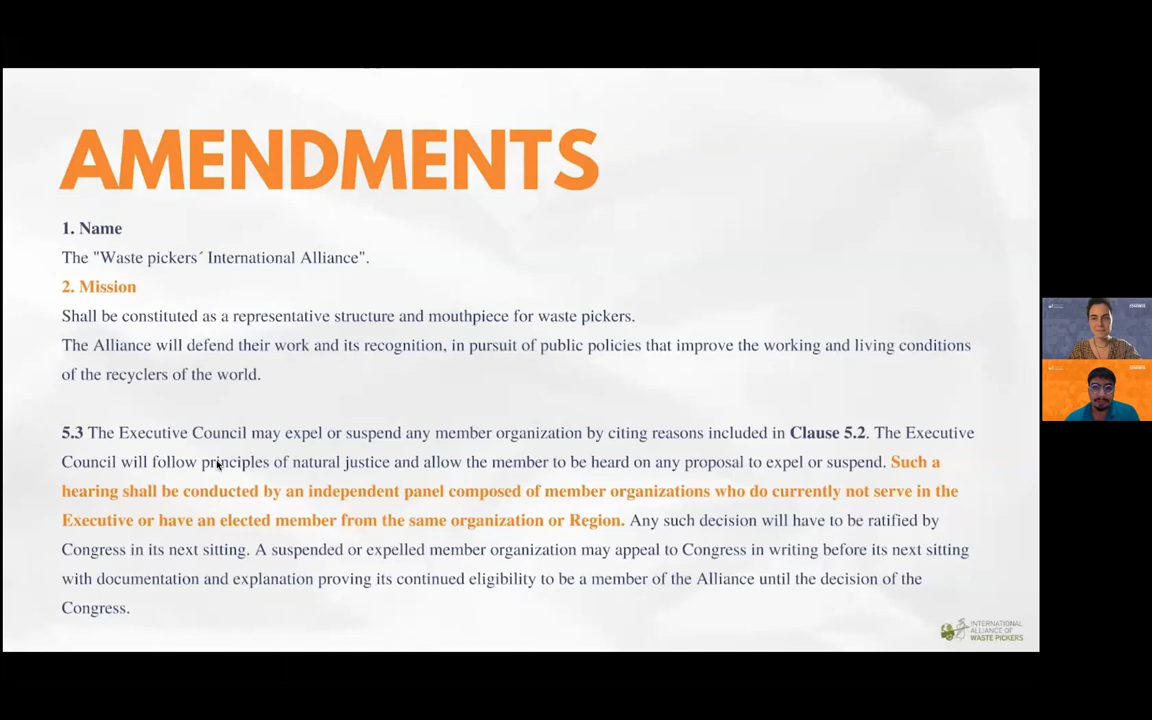 AMENDMENTS
1. Name
The "Waste pickers´ International Alliance".
2. Mission
Shall be constituted as a representative structure and mouthpiece for waste pickers.
The Alliance will defend their work and its recognition, in pursuit of public policies that improve the working and living conditions
of the recyclers of the world.
5.3 The Executive Council may expel or suspend any member organization by citing reasons included in Clause 5.2. The Executive
Council will follow principles of natural justice and allow the member to be heard on any proposal to expel or suspend. Such a
hearing shall be conducted by an independent panel composed of member organizations who do currently not serve in the
Executive or have an elected member from the same organization or Region. Any such decision will have to be ratified by
Congress in its next sitting. A suspended or expelled member organization may appeal to Congress in writing before its next sitting
with documentation and explanation proving its continued eligibility to be a member of the Alliance until the decision of the
Congress.
INTERNATIONAL
ALLIANCE OF
WASTE PICKERS